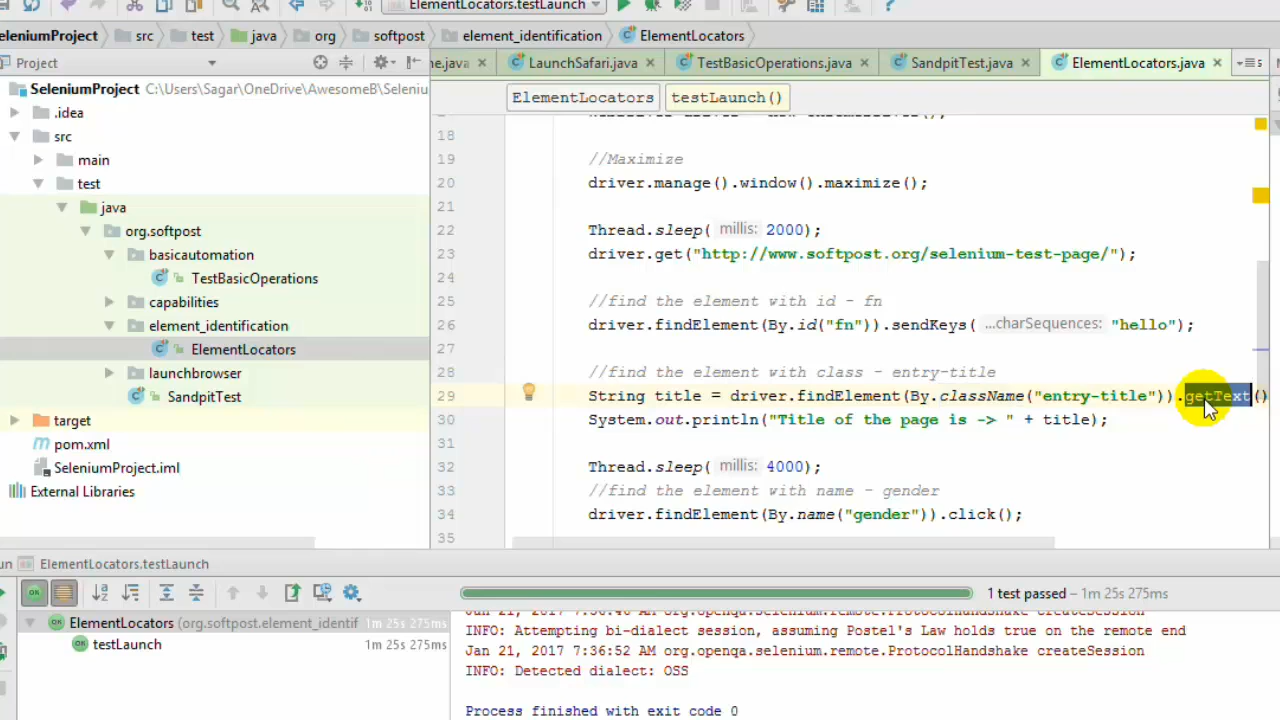 ElementLocators.testLaunch
eleniumProject src test java org softpost element_identification ElementLocators
Project
ne.java LaunchSafari.java TestBasicOperations.java SandpitTest.java ElementLocators.java
SeleniumProject C:\Users\Sagar\OneDrive\AwesomeB\Seleniu
.idea
src
main
test
java
org.softpost
basicautomation
TestBasicOperations
capabilities
element_identification
ElementLocators
launchbrowser
SandpitTest
target
pom.xml
SeleniumProject.iml
External Libraries
ElementLocators testLaunch()
18
19 //Maximize
20 driver.manage().window().maximize();
21
22 Thread.sleep( millis: 2000);
23 driver.get("http://www.softpost.org/selenium-test-page/");
24
25 //find the element with id - fn
26 driver.findElement(By.id("fn")).sendKeys( ...charSequences: "hello");
27
28 //find the element with class - entry-title
29 String title = driver.findElement(By.className("entry-title")).getText()
30 System.out.println("Title of the page is -> " + title);
31
32 Thread.sleep( millis: 4000);
33 //find the element with name - gender
34 driver.findElement(By.name("gender")).click();
35
un ElementLocators.testLaunch
1 test passed – 1m 25s 275ms
ElementLocators (org.softpost.element_identif 1m 25s 275ms
testLaunch 1m 25s 275ms
INFO: Attempting bi-dialect session, assuming Postel's Law holds true on the remote end
Jan 21, 2017 7:36:52 AM org.openqa.selenium.remote.ProtocolHandshake createSession
INFO: Detected dialect: OSS
Process finished with exit code 0